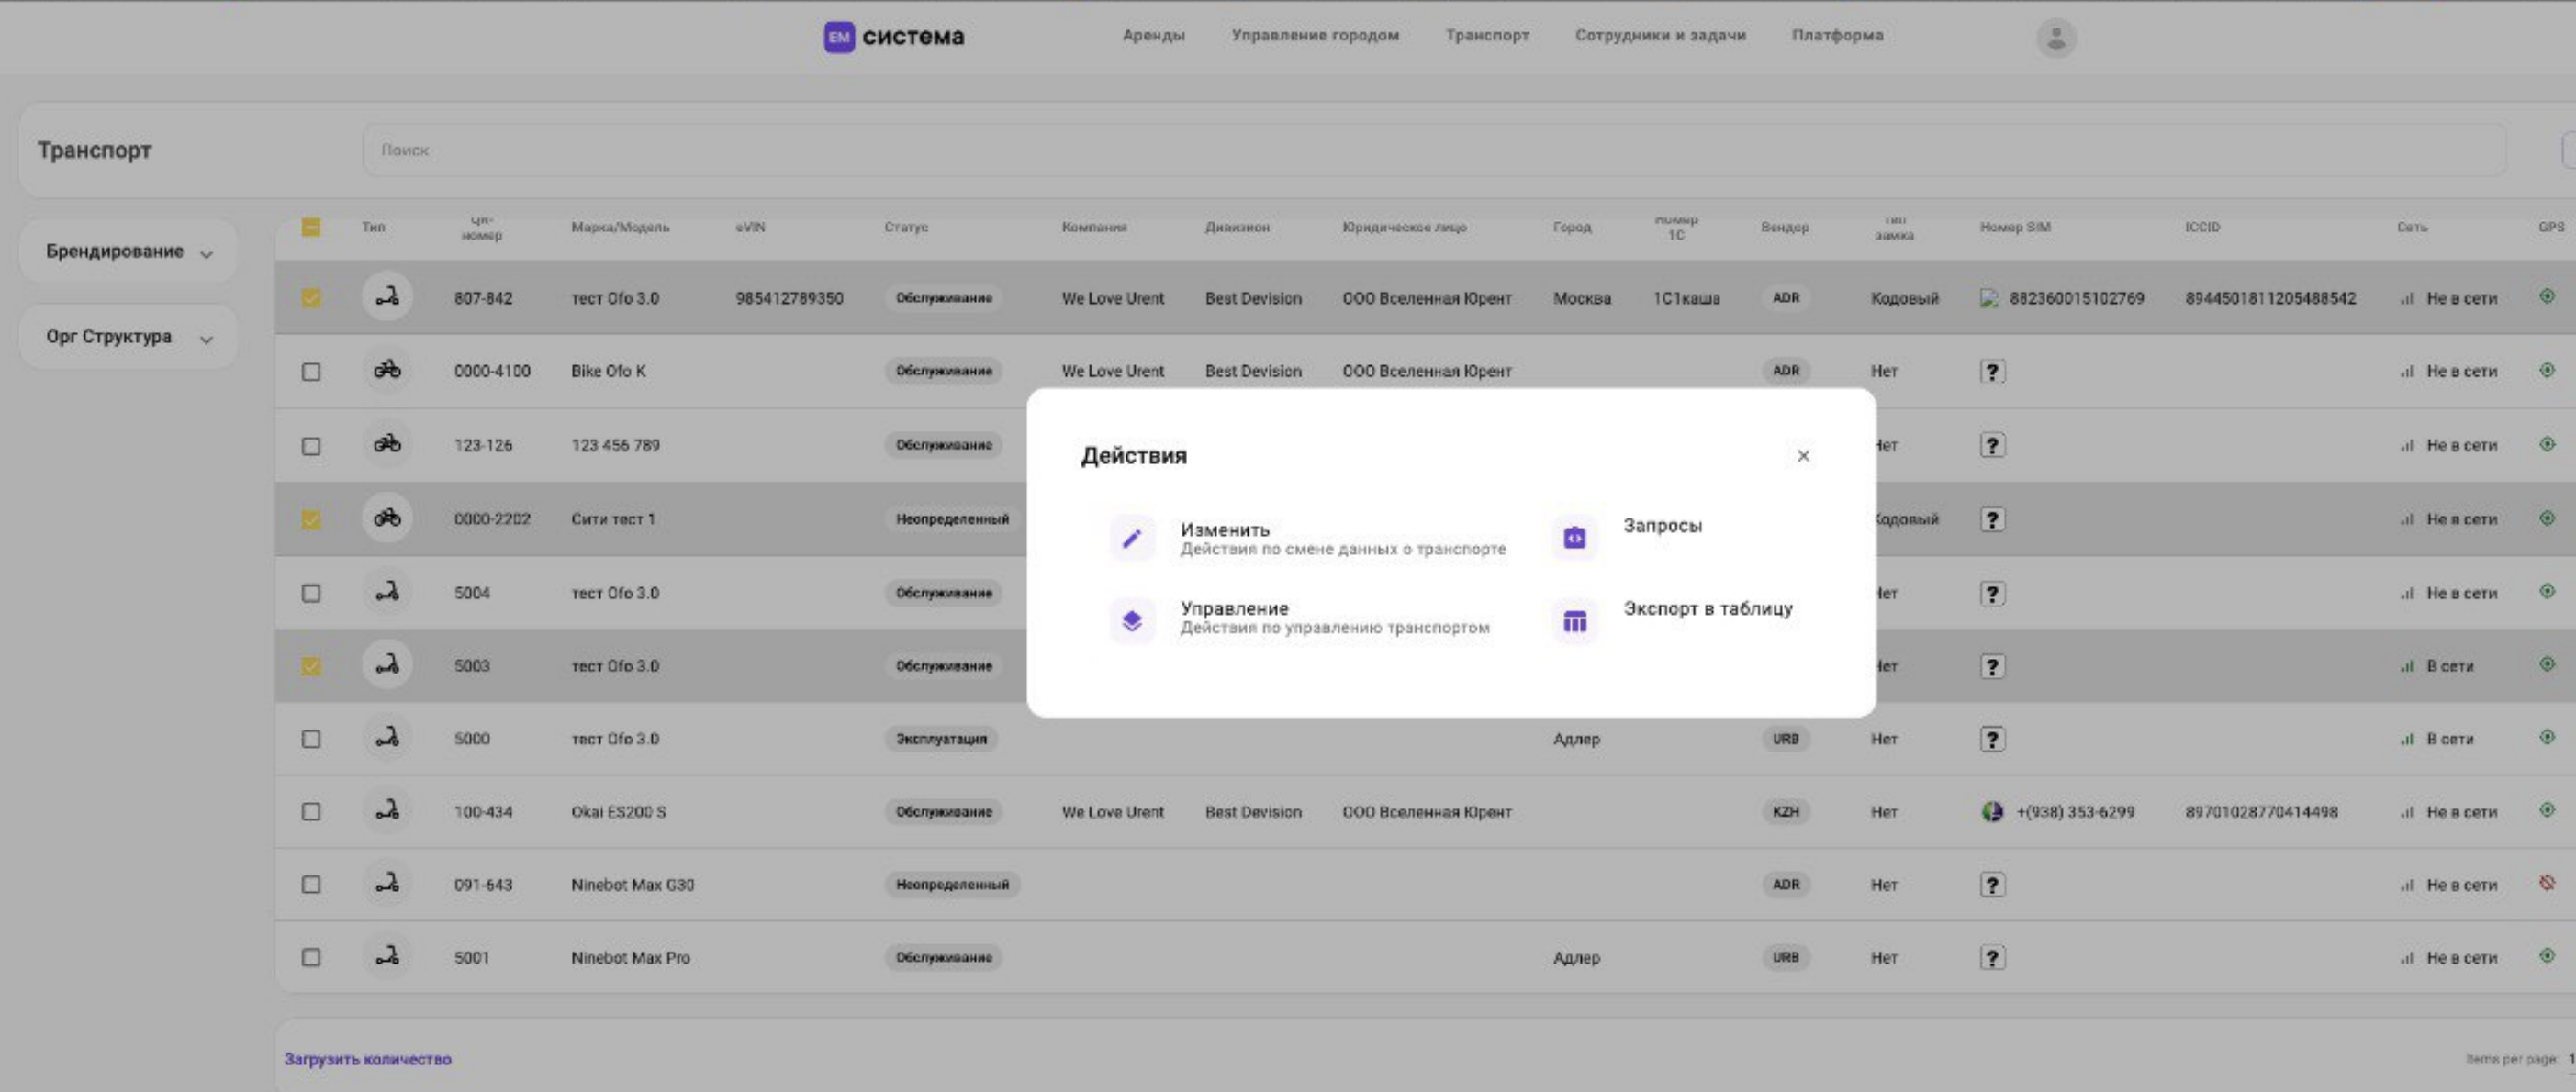 EM система
Аренды Управление городом Транспорт Сотрудники и задачи Платформа
Транспорт
Поиск
Брендирование
Орг Структура
Тип QR-номер Марка/Модель eVIN Статус Компания Дивизион Юридическое лицо Город Номер 1С Вендор Тип замка Номер SIM ICCID Сеть GPS
807-842 тест Ofo 3.0 985412789350 Обслуживание We Love Urent Best Devision ООО Вселенная Юрент Москва 1С1каша ADR Кодовый 882360015102769 8944501811205488542 Не в сети
0000-4100 Bike Ofo K Обслуживание We Love Urent Best Devision ООО Вселенная Юрент ADR Нет ? Не в сети
123-126 123 456 789 Обслуживание Нет ? Не в сети
0000-2202 Сити тест 1 Неопределенный Кодовый ? Не в сети
5004 тест Ofo 3.0 Обслуживание Нет ? Не в сети
5003 тест Ofo 3.0 Обслуживание Нет ? В сети
5000 тест Ofo 3.0 Эксплуатация Адлер URB Нет ? В сети
100-434 Okai ES200 S Обслуживание We Love Urent Best Devision ООО Вселенная Юрент KZH Нет +(938) 353-6299 89701028770414498 Не в сети
091-643 Ninebot Max G30 Неопределенный ADR Нет ? Не в сети
5001 Ninebot Max Pro Обслуживание Адлер URB Нет ? Не в сети
Действия
Изменить
Действия по смене данных о транспорте
Запросы
Управление
Действия по управлению транспортом
Экспорт в таблицу
Загрузить количество
Items per page: 1